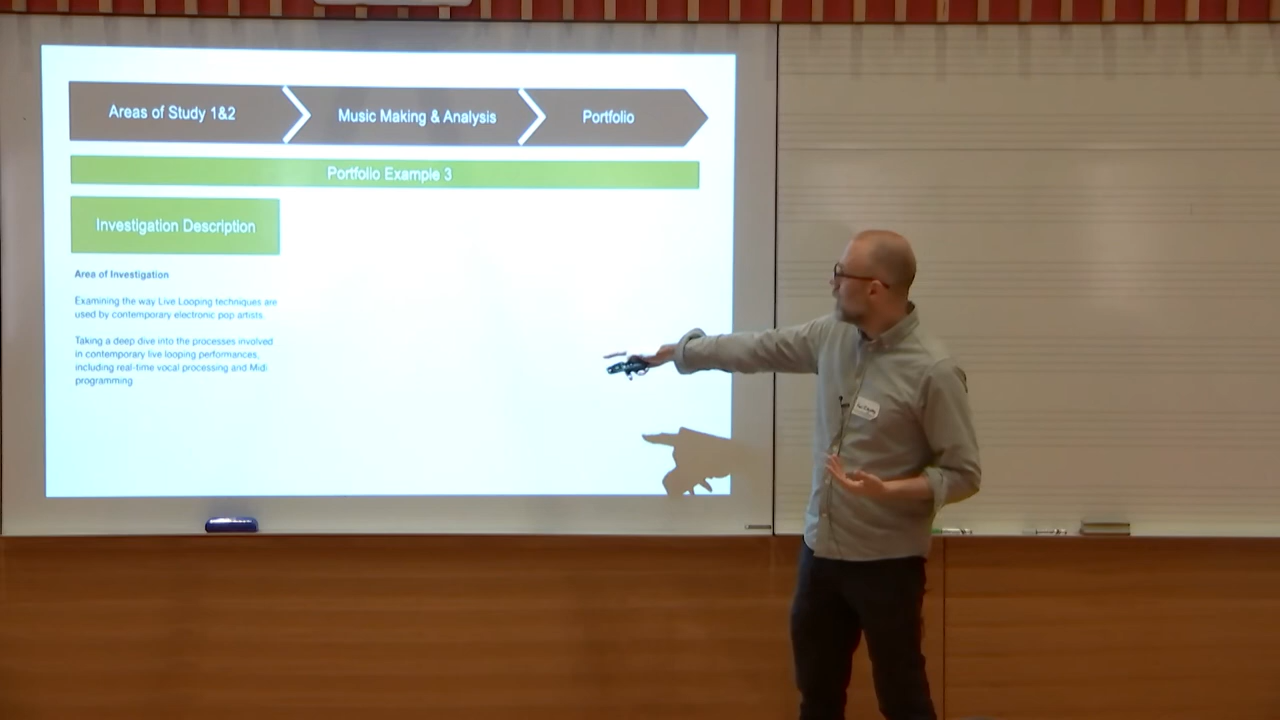 Areas of Study 1&2
Music Making & Analysis
Portfolio
Portfolio Example 3
Investigation Description
Area of Investigation
Examining the way Live Looping techniques are
used by contemporary electronic pop artists.
Taking a deep dive into the processes involved
in contemporary live looping performances,
including real-time vocal processing and Midi
programming